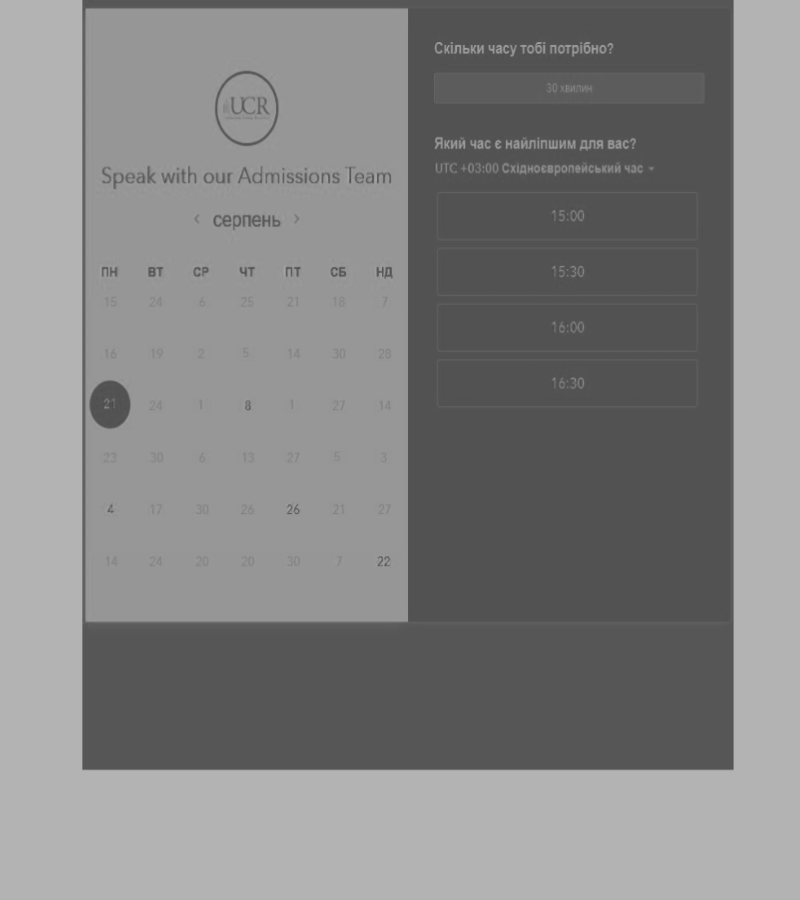 UCR
Speak with our Admissions Team
‹ серпень ›
ПН ВТ СР ЧТ ПТ СБ НД
15 24 6 25 21 18 7
16 19 2 5 14 30 28
21 24 1 8 1 27 14
23 30 6 13 27 5 3
4 17 30 26 26 21 27
14 24 20 20 30 7 22
Скільки часу тобі потрібно?
30 хвилин
Який час є найліпшим для вас?
UTC +03:00 Східноєвропейський час
15:00
15:30
16:00
16:30